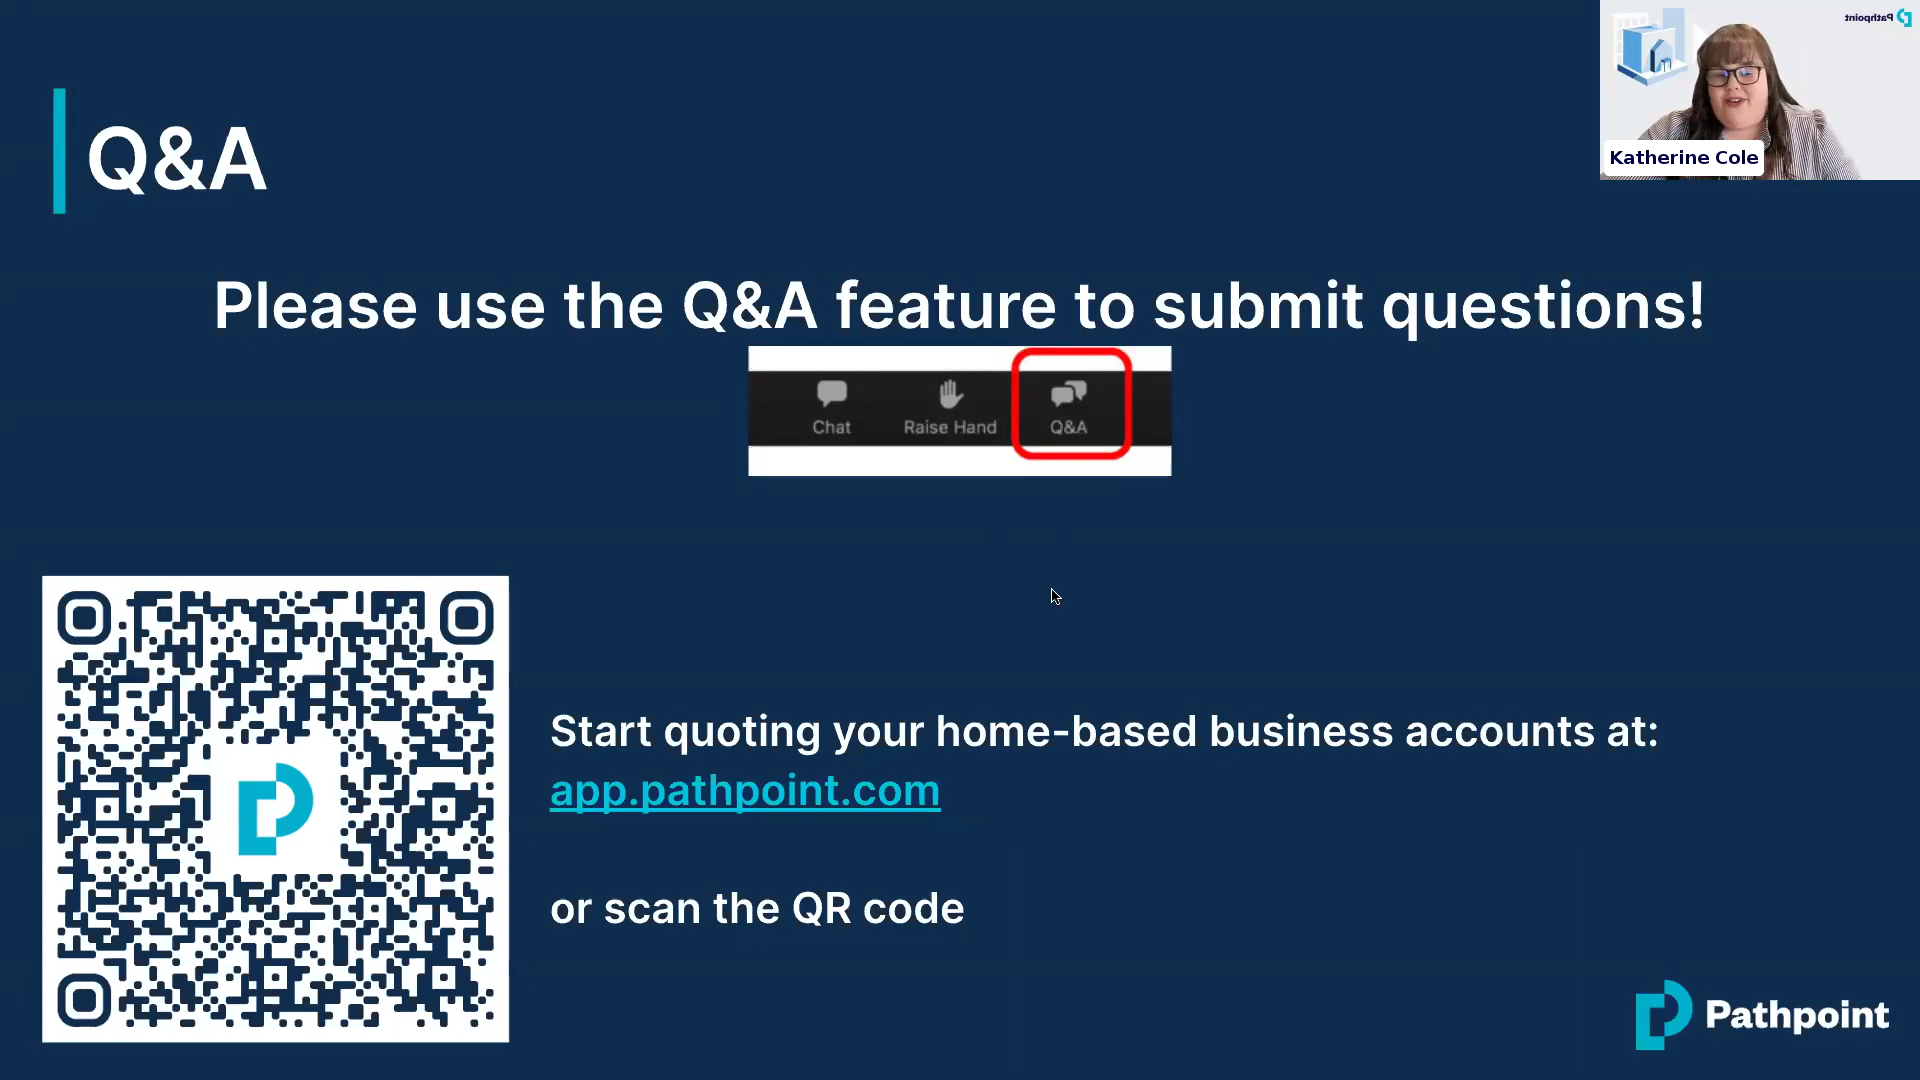 Pathpoint
Katherine Cole
Q&A
Please use the Q&A feature to submit questions!
Chat
Raise Hand
Q&A
Start quoting your home-based business accounts at:
app.pathpoint.com
or scan the QR code
Pathpoint